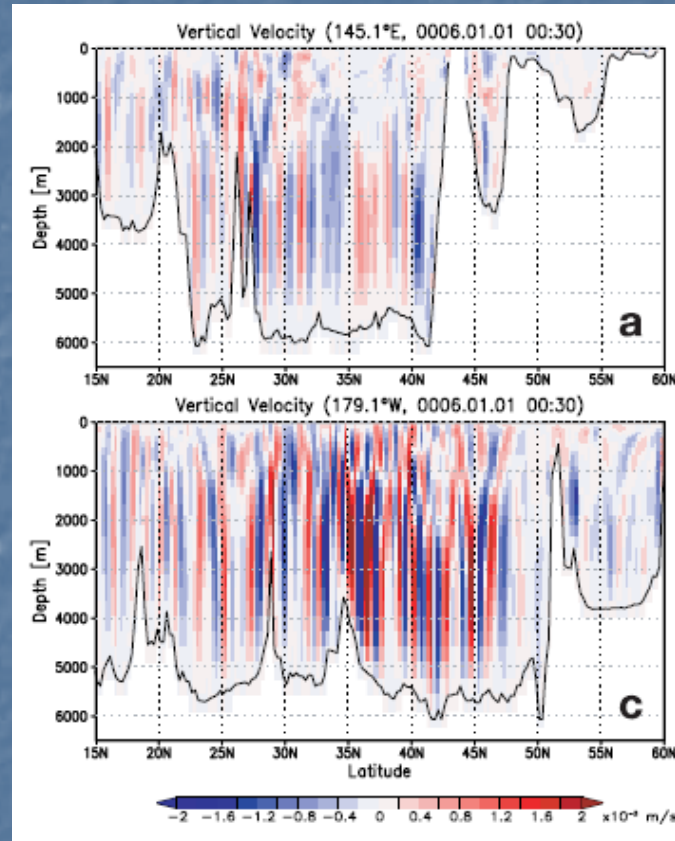 Vertical Velocity (145.1°E, 0006.01.01 00:30)
0
1000
2000
3000
4000
5000
6000
Depth [m]
a
15N 20N 25N 30N 35N 40N 45N 50N 55N 60N
Vertical Velocity (179.1°W, 0006.01.01 00:30)
0
1000
2000
3000
4000
5000
6000
Depth [m]
c
15N 20N 25N 30N 35N 40N 45N 50N 55N 60N
Latitude
-2 -1.6 -1.2 -0.8 -0.4 0 0.4 0.8 1.2 1.6 2 m/s